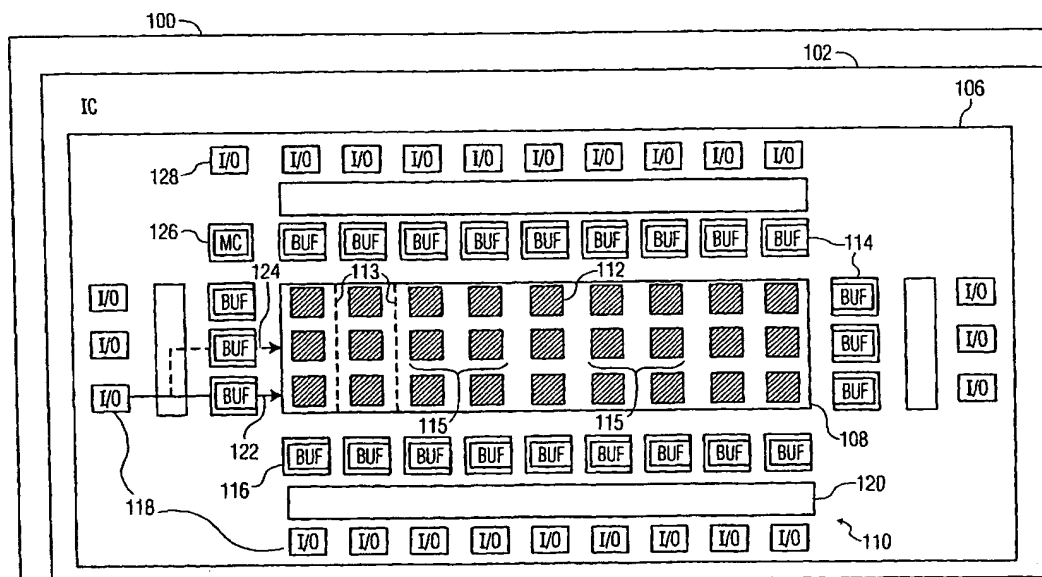 100
102
IC
106
I/O I/O I/O I/O I/O I/O I/O I/O I/O I/O
128
126 MC BUF BUF BUF BUF BUF BUF BUF BUF BUF 114
124 113 112
I/O BUF BUF I/O
I/O BUF BUF I/O
I/O BUF BUF I/O
122 115 115 108
116 BUF BUF BUF BUF BUF BUF BUF BUF BUF
118 120
I/O I/O I/O I/O I/O I/O I/O I/O I/O 110